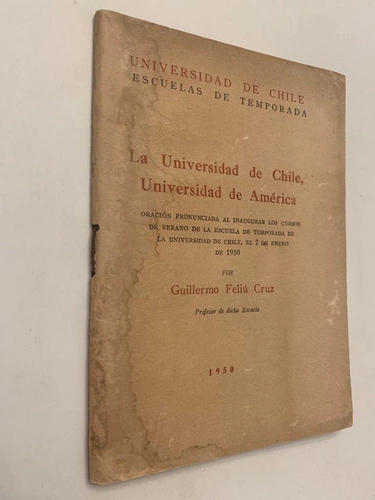 UNIVERSIDAD DE CHILE
ESCUELAS DE TEMPORADA
La Universidad de Chile,
Universidad de América
ORACIÓN PRONUNCIADA AL INAUGURAR LOS CURSOS
DE VERANO DE LA ESCUELA DE TEMPORADA DE
LA UNIVERSIDAD DE CHILE, EL 2 DE ENERO
DE 1950
POR
Guillermo Feliú Cruz
Profesor de dicha Escuela
1950